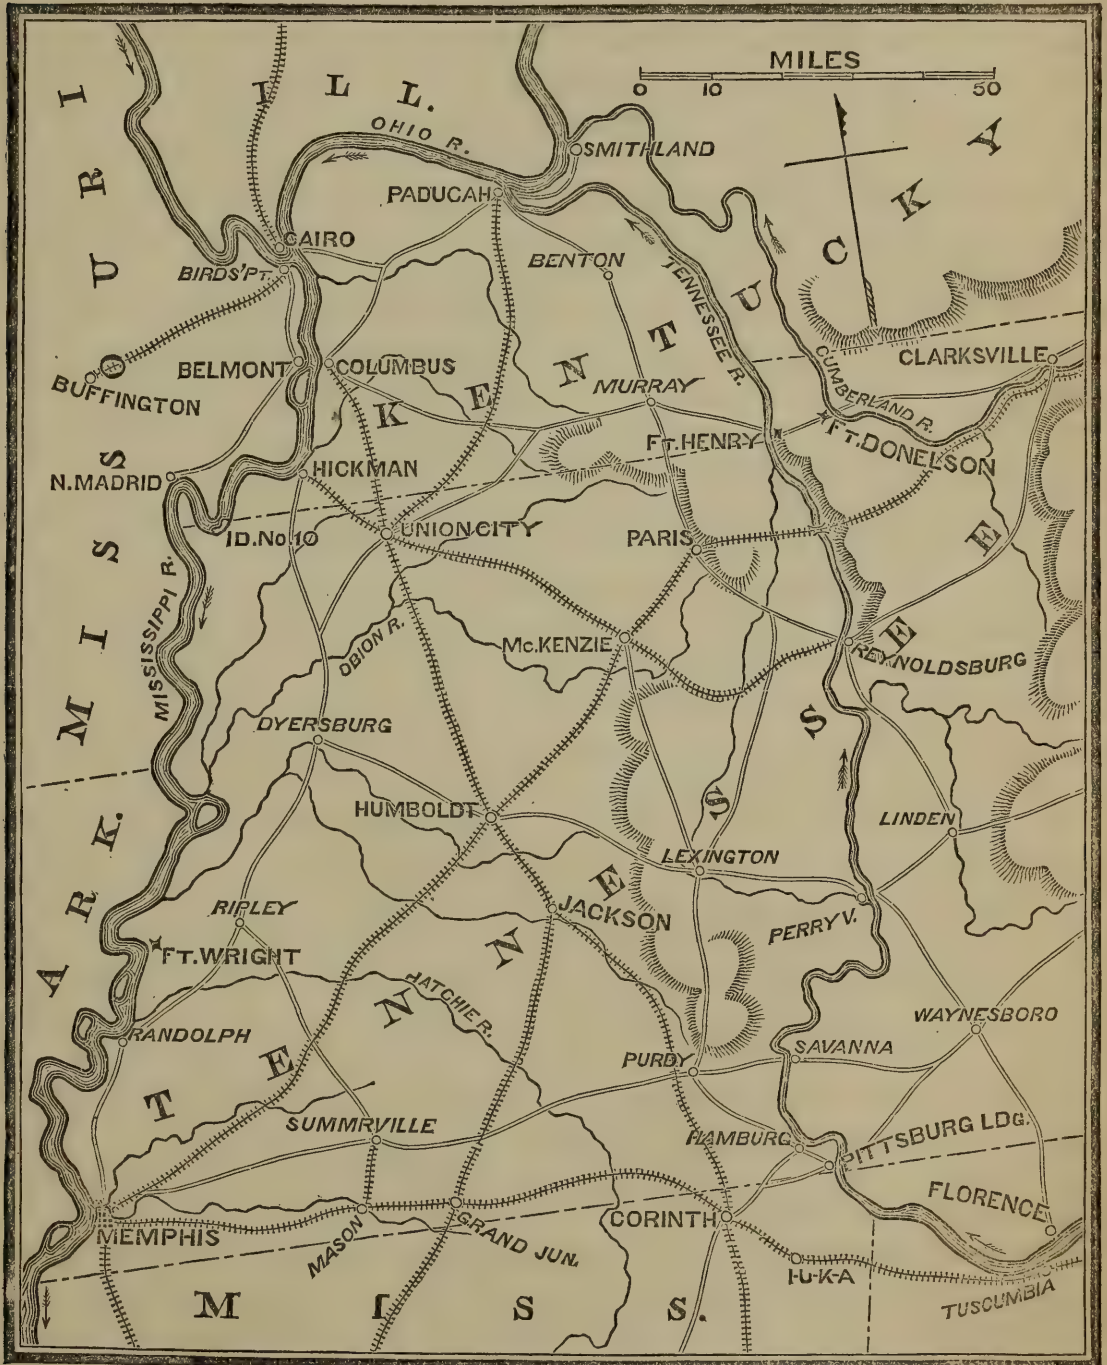 MILES
0 10 50
ILL.
OHIO R.
SMITHLAND
PADUCAH
KENTUCKY
MISSOURI
CAIRO
BIRDS' PT.
BENTON
TENNESSEE R.
BUFFINGTON
BELMONT
COLUMBUS
MURRAY
CLARKSVILLE
CUMBERLAND R.
FT. HENRY
FT. DONELSON
N. MADRID
HICKMAN
ID. No. 10
UNION CITY
PARIS
MISSISSIPPI R.
OBION R.
Mc. KENZIE
REYNOLDSBURG
DYERSBURG
HUMBOLDT
LINDEN
ARK.
LEXINGTON
RIPLEY
JACKSON
PERRY V.
FT. WRIGHT
HATCHIE R.
TENNESSEE
RANDOLPH
WAYNESBORO
PURDY
SAVANNA
SUMMRVILLE
HAMBURG
PITTSBURG LDG.
FLORENCE
MEMPHIS
MASON
GRAND JUN.
CORINTH
I-U-K-A
TUSCUMBIA
MISS.